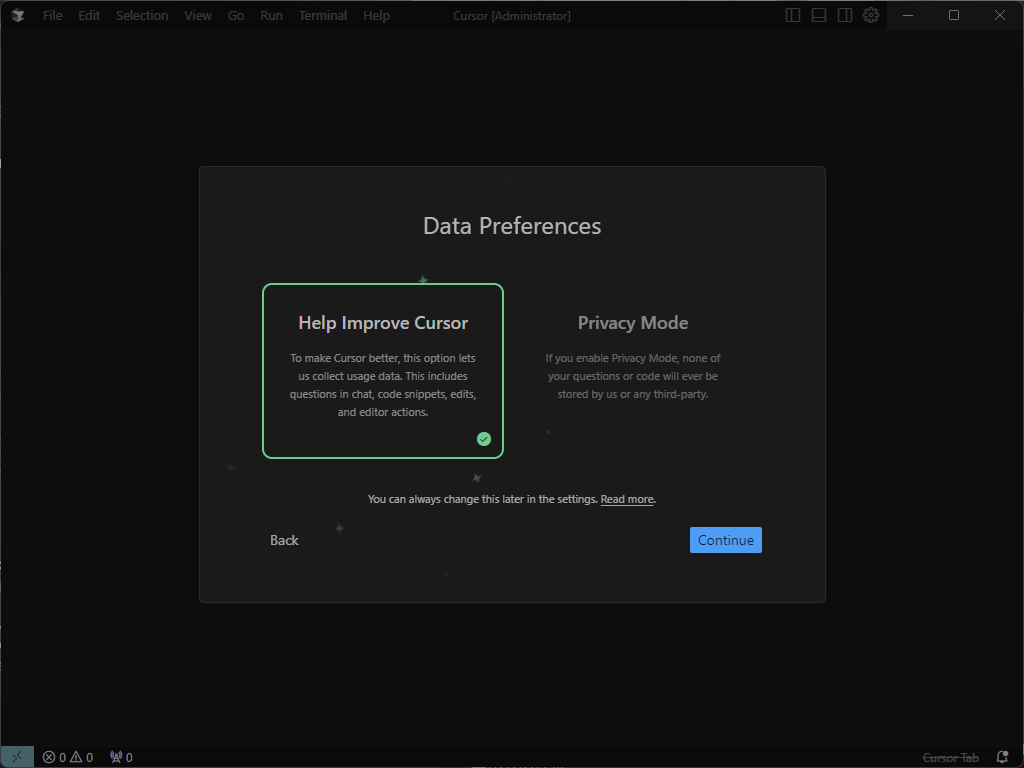 File Edit Selection View Go Run Terminal Help Cursor [Administrator]
Data Preferences
Help Improve Cursor
To make Cursor better, this option lets
us collect usage data. This includes
questions in chat, code snippets, edits,
and editor actions.
Privacy Mode
If you enable Privacy Mode, none of
your questions or code will ever be
stored by us or any third-party.
You can always change this later in the settings. Read more.
Back Continue
0 0 0 Cursor Tab